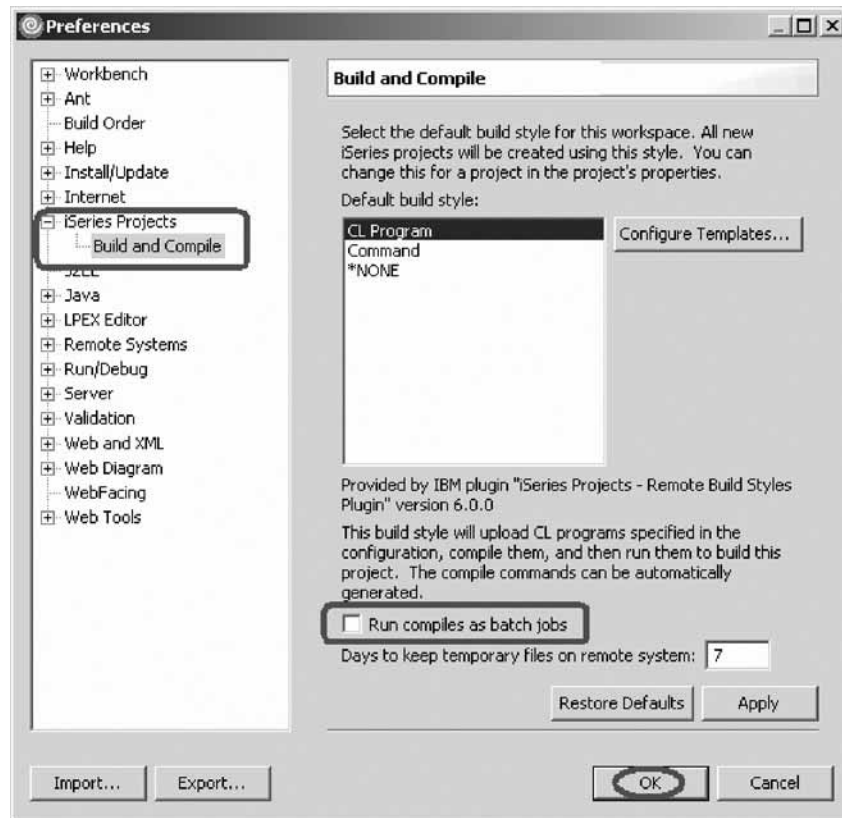 Preferences
Workbench
Ant
Build Order
Help
Install/Update
Internet
iSeries Projects
Build and Compile
J2EE
Java
LPEX Editor
Remote Systems
Run/Debug
Server
Validation
Web and XML
Web Diagram
WebFacing
Web Tools
Build and Compile
Select the default build style for this workspace. All new
iSeries projects will be created using this style. You can
change this for a project in the project's properties.
Default build style:
CL Program
Command
*NONE
Configure Templates...
Provided by IBM plugin "iSeries Projects - Remote Build Styles
Plugin" version 6.0.0
This build style will upload CL programs specified in the
configuration, compile them, and then run them to build this
project. The compile commands can be automatically
generated.
Run compiles as batch jobs
Days to keep temporary files on remote system: 7
Restore Defaults
Apply
Import...
Export...
OK
Cancel